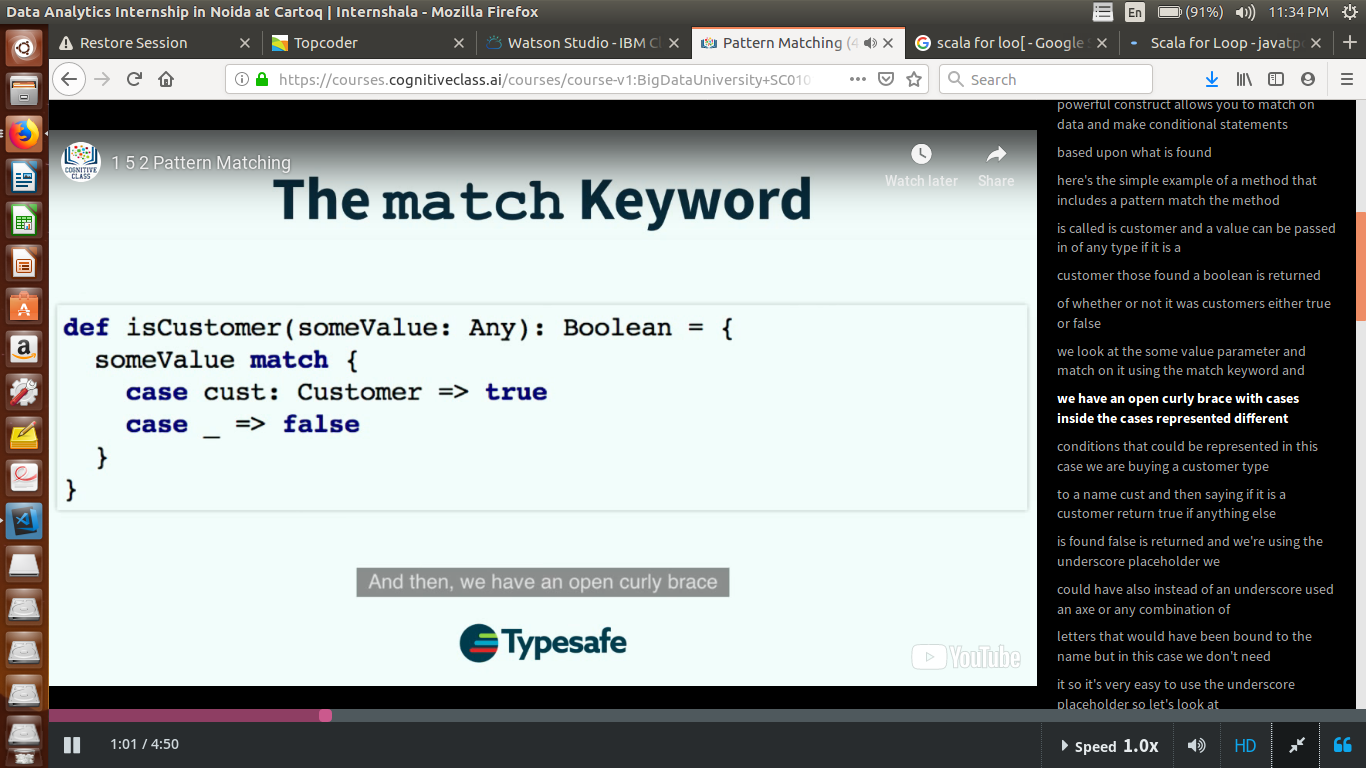 Data Analytics Internship in Noida at Cartoq | Internshala - Mozilla Firefox
En (91%) 11:34 PM
Restore Session
Topcoder
Watson Studio - IBM Cl
Pattern Matching (4
scala for loo[ - Google S
Scala for Loop - javatpo
https://courses.cognitiveclass.ai/courses/course-v1:BigDataUniversity+SC010
Search
COGNITIVE CLASS
1 5 2 Pattern Matching
Watch later
Share
The match Keyword
def isCustomer(someValue: Any): Boolean = {
someValue match {
case cust: Customer => true
case _ => false
}
}
And then, we have an open curly brace
Typesafe
YouTube
powerful construct allows you to match on
data and make conditional statements
based upon what is found
here's the simple example of a method that
includes a pattern match the method
is called is customer and a value can be passed
in of any type if it is a
customer those found a boolean is returned
of whether or not it was customers either true
or false
we look at the some value parameter and
match on it using the match keyword and
we have an open curly brace with cases
inside the cases represented different
conditions that could be represented in this
case we are buying a customer type
to a name cust and then saying if it is a
customer return true if anything else
is found false is returned and we're using the
underscore placeholder we
could have also instead of an underscore used
an axe or any combination of
letters that would have been bound to the
name but in this case we don't need
it so it's very easy to use the underscore
placeholder so let's look at
1:01 / 4:50
Speed 1.0x
HD